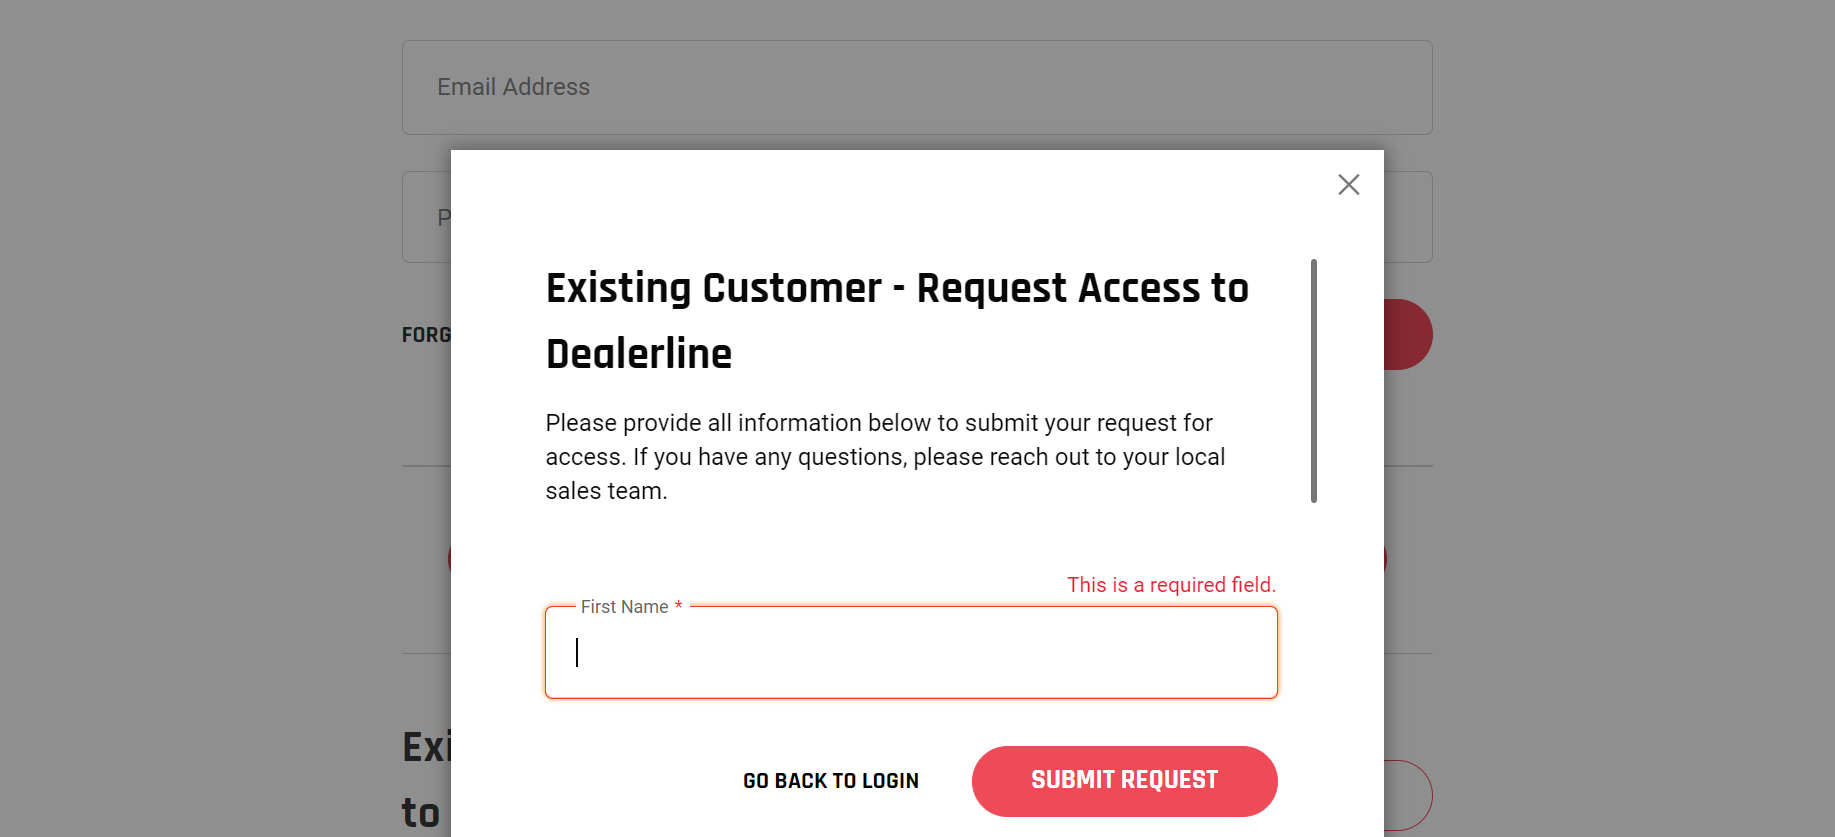 Email Address
P
FORG
Existing Customer - Request Access to
Dealerline
Please provide all information below to submit your request for
access. If you have any questions, please reach out to your local
sales team.
This is a required field.
First Name *
GO BACK TO LOGIN
SUBMIT REQUEST
Exi
to